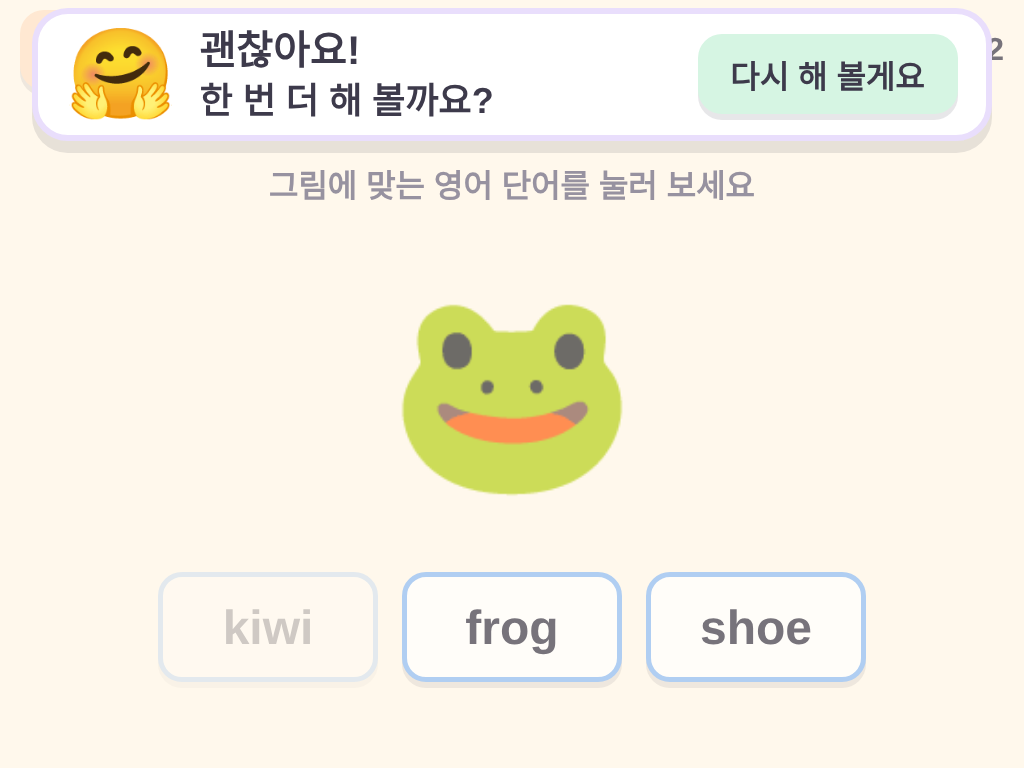 괜찮아요!
한 번 더 해 볼까요?
다시 해 볼게요
2
그림에 맞는 영어 단어를 눌러 보세요
kiwi
frog
shoe